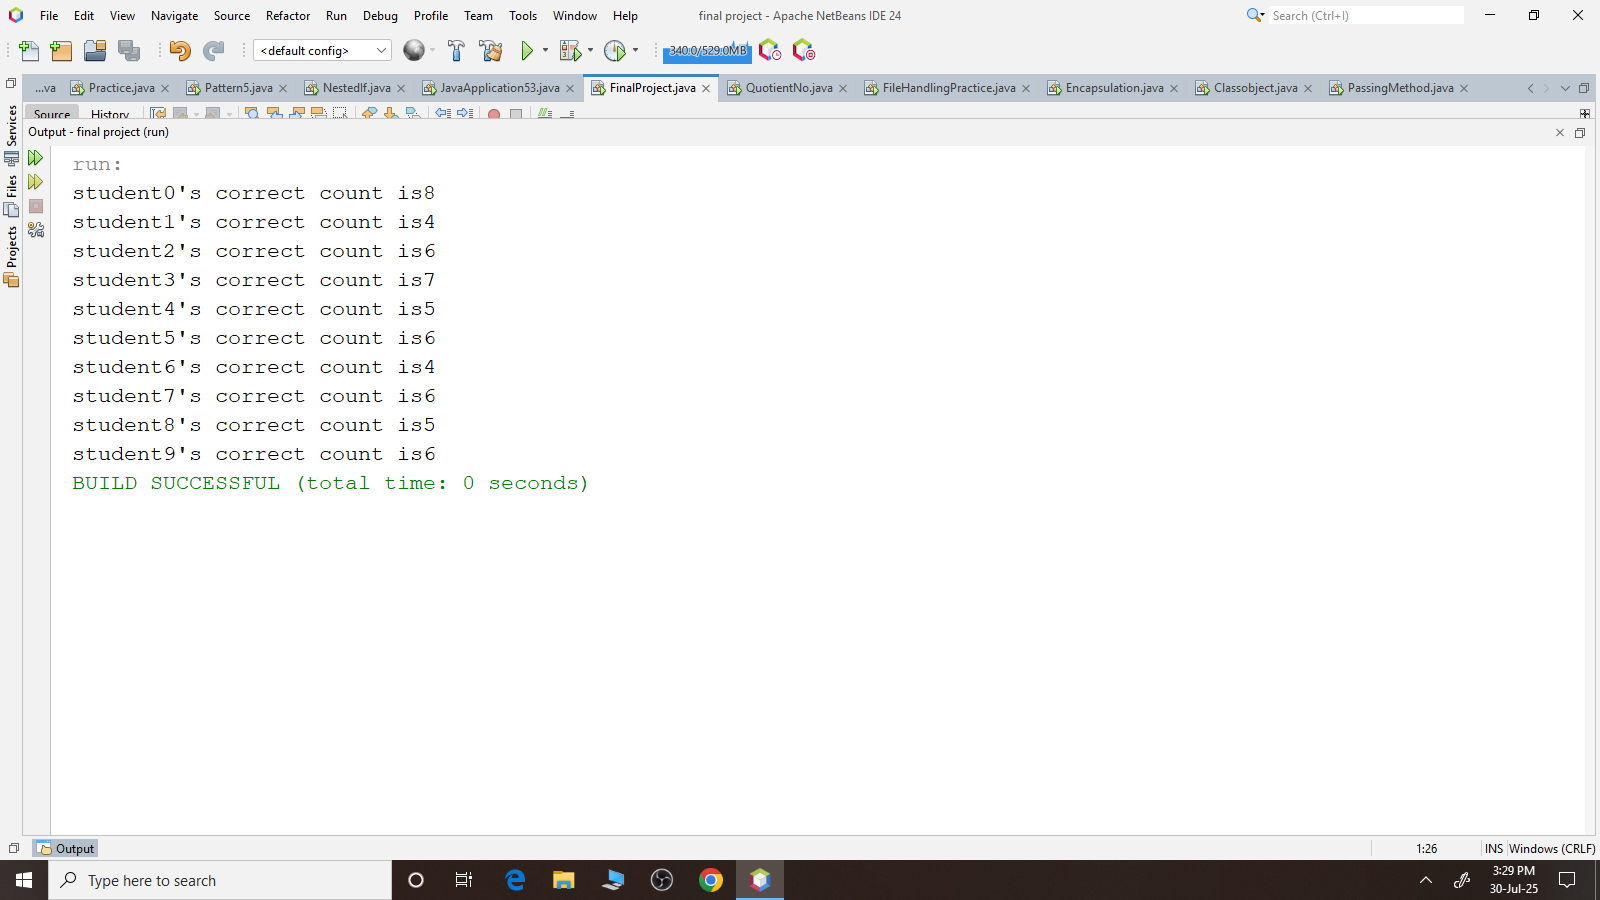 File Edit View Navigate Source Refactor Run Debug Profile Team Tools Window Help final project - Apache NetBeans IDE 24 Search (Ctrl+I)
<default config> 340.0/529.0MB
...va Practice.java Pattern5.java NestedIf.java JavaApplication53.java FinalProject.java QuotientNo.java FileHandlingPractice.java Encapsulation.java Classobject.java PassingMethod.java
Source History
Services
Files
Projects
Output - final project (run)
run:
student0's correct count is8
student1's correct count is4
student2's correct count is6
student3's correct count is7
student4's correct count is5
student5's correct count is6
student6's correct count is4
student7's correct count is6
student8's correct count is5
student9's correct count is6
BUILD SUCCESSFUL (total time: 0 seconds)
Output 1:26 INS Windows (CRLF)
Type here to search
3:29 PM
30-Jul-25